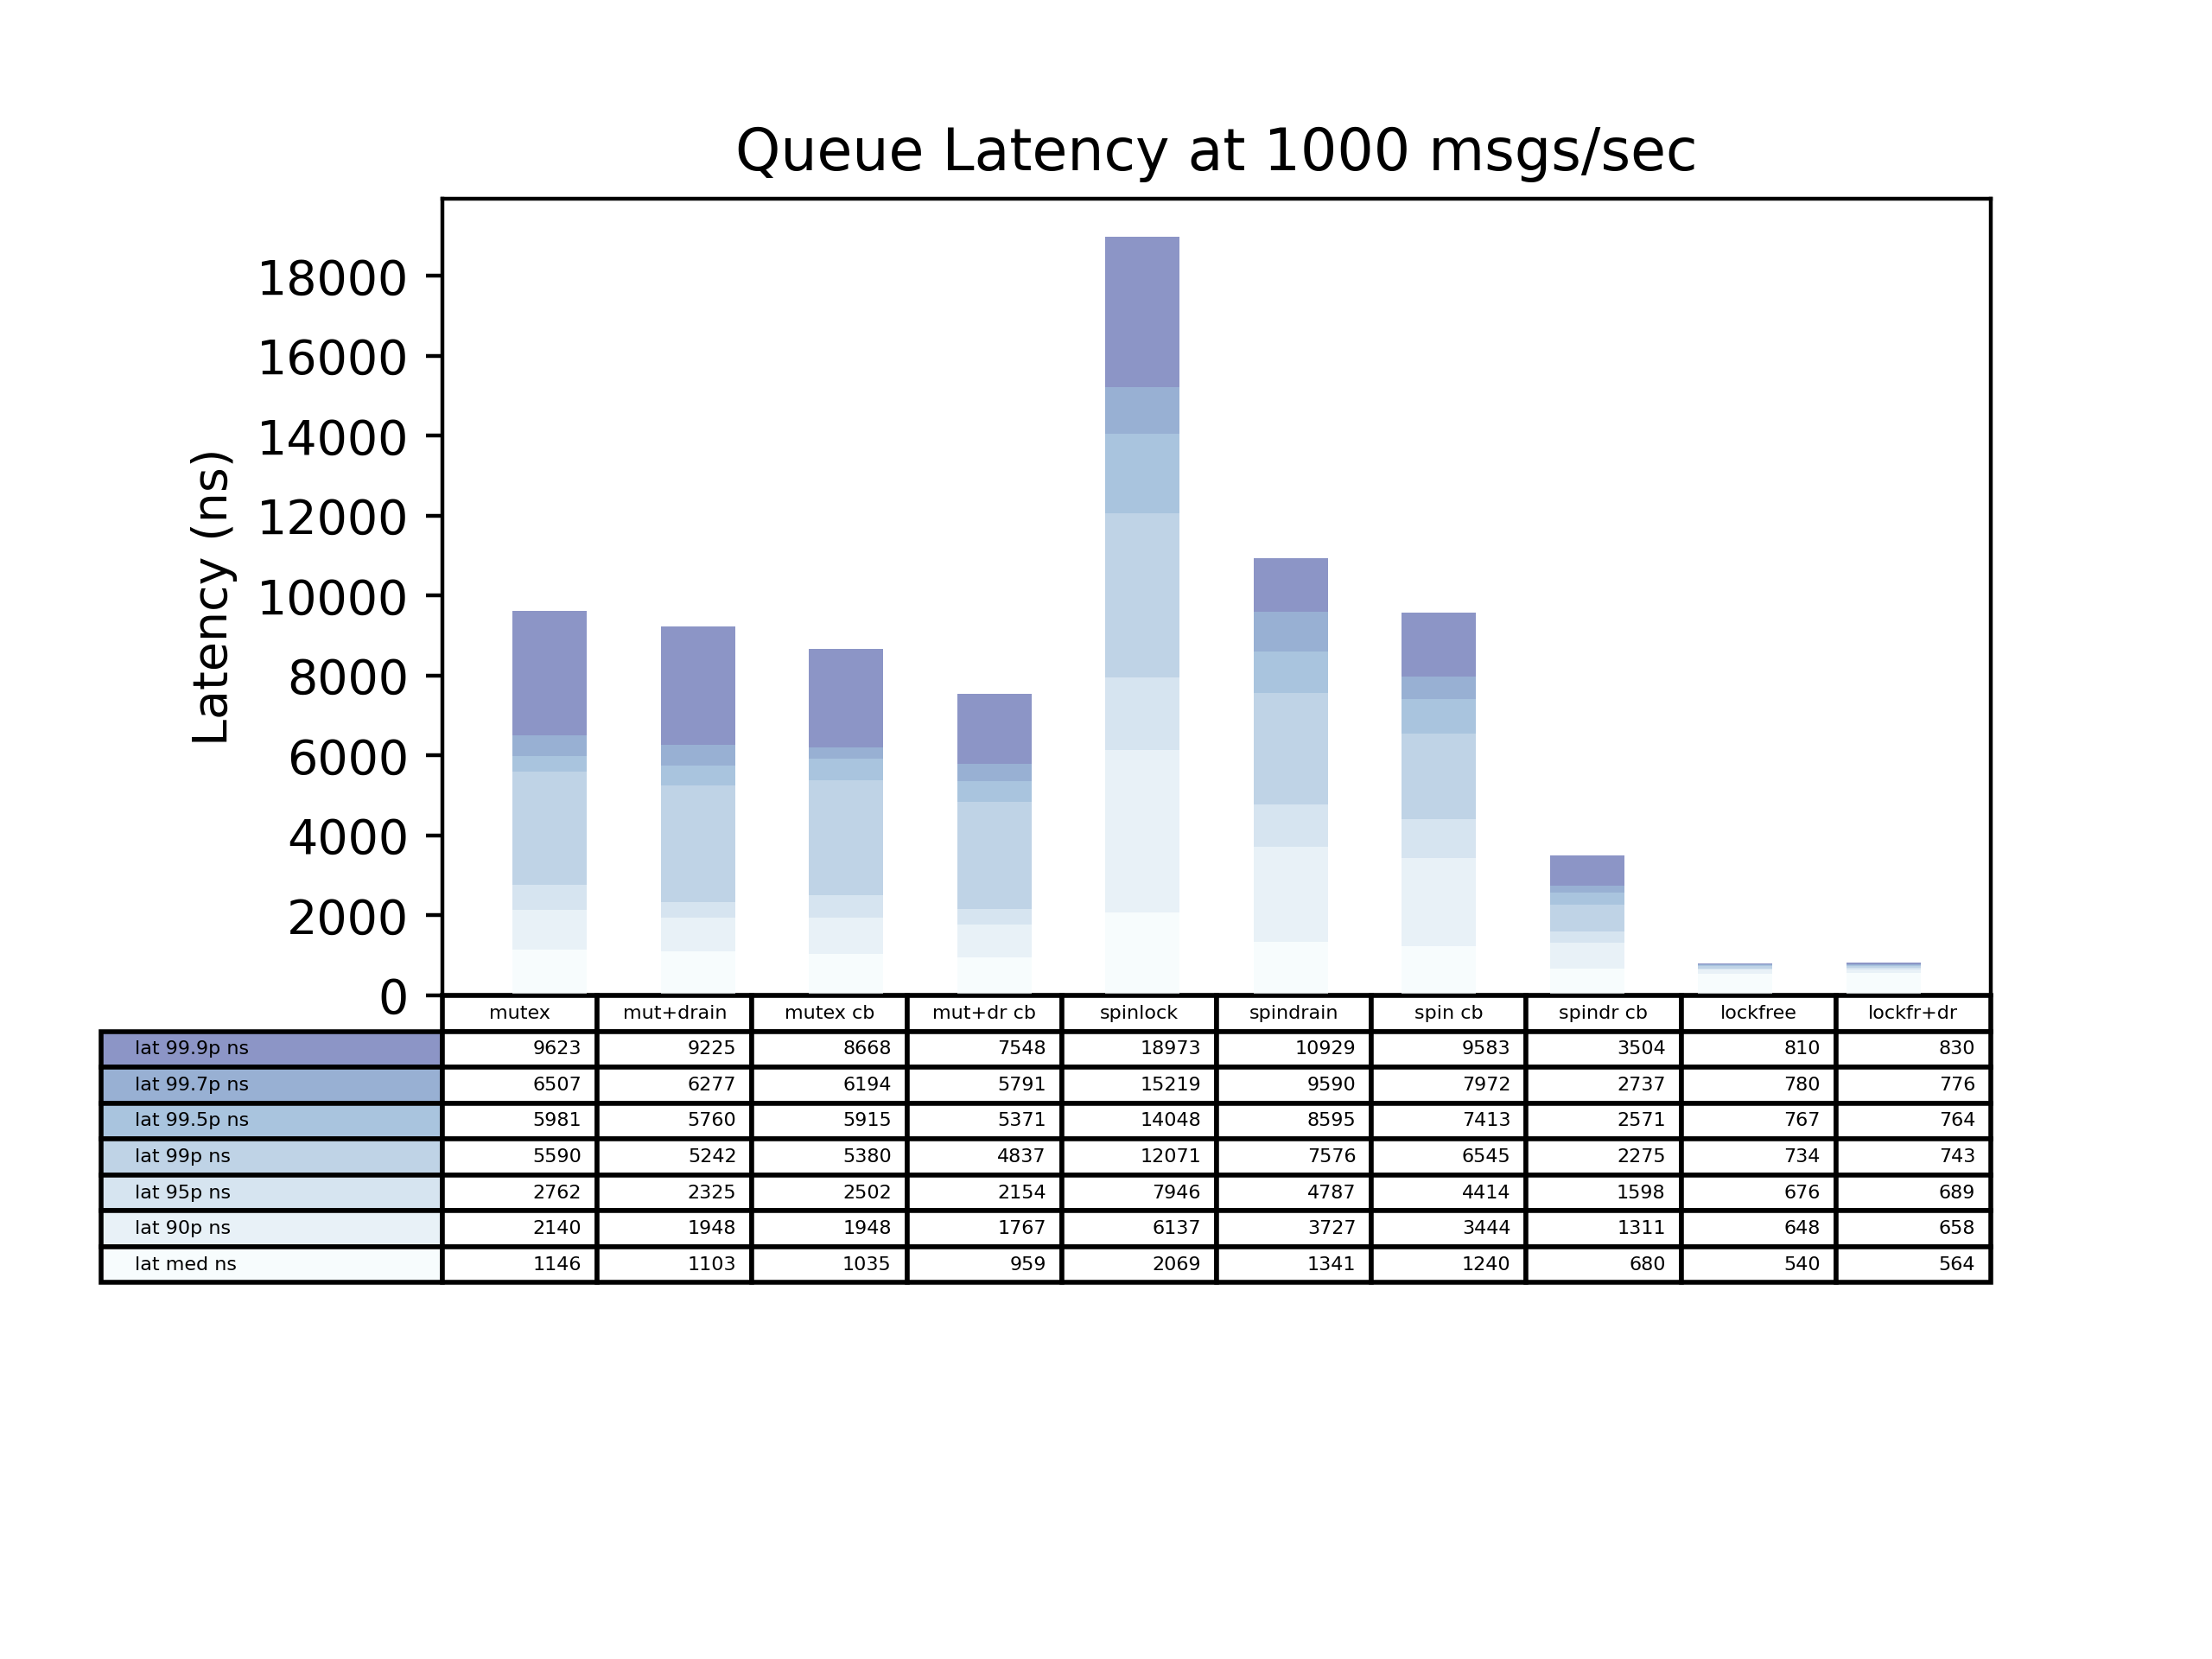 Queue Latency at 1000 msgs/sec
Latency (ns)
18000
16000
14000
12000
10000
8000
6000
4000
2000
0
mutex mut+drain mutex cb mut+dr cb spinlock spindrain spin cb spindr cb lockfree lockfr+dr
lat 99.9p ns 9623 9225 8668 7548 18973 10929 9583 3504 810 830
lat 99.7p ns 6507 6277 6194 5791 15219 9590 7972 2737 780 776
lat 99.5p ns 5981 5760 5915 5371 14048 8595 7413 2571 767 764
lat 99p ns 5590 5242 5380 4837 12071 7576 6545 2275 734 743
lat 95p ns 2762 2325 2502 2154 7946 4787 4414 1598 676 689
lat 90p ns 2140 1948 1948 1767 6137 3727 3444 1311 648 658
lat med ns 1146 1103 1035 959 2069 1341 1240 680 540 564